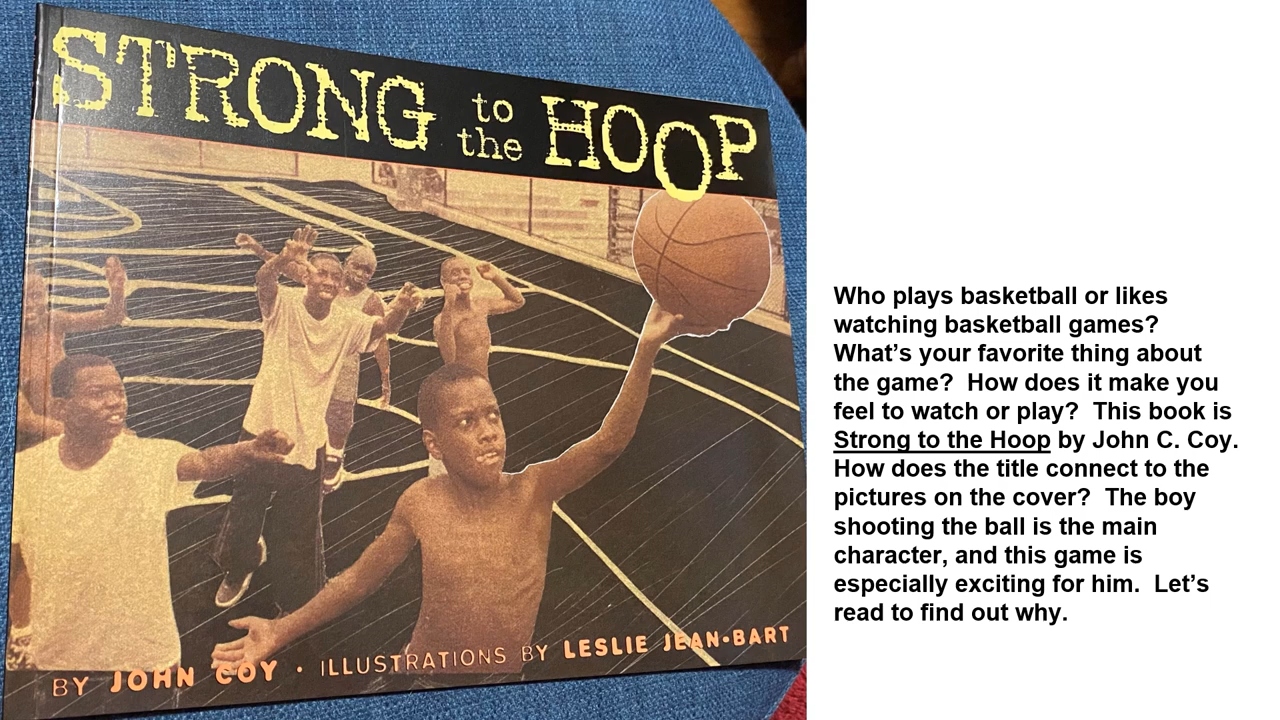 STRONG to the HOOP
BY JOHN COY • ILLUSTRATIONS BY LESLIE JEAN-BART
Who plays basketball or likes
watching basketball games?
What's your favorite thing about
the game?  How does it make you
feel to watch or play?  This book is
Strong to the Hoop by John C. Coy.
How does the title connect to the
pictures on the cover?  The boy
shooting the ball is the main
character, and this game is
especially exciting for him.  Let's
read to find out why.